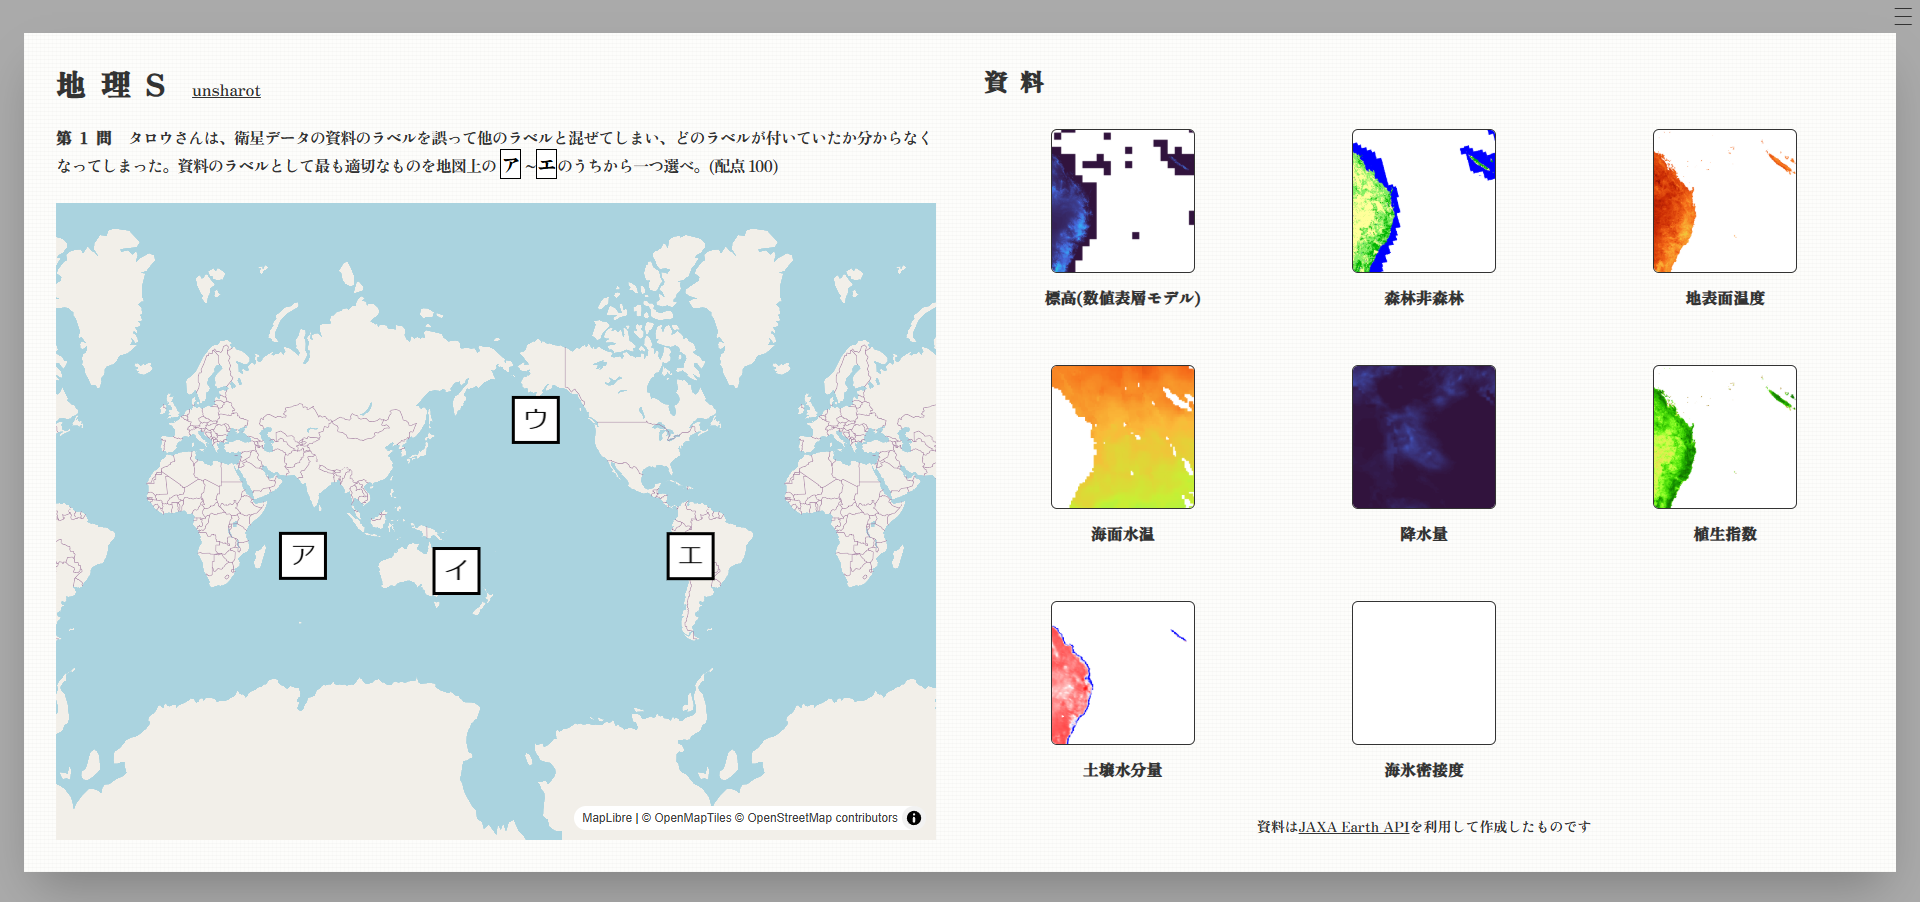 地理S unsharot
第1問 タロウさんは、衛星データの資料のラベルを誤って他のラベルと混ぜてしまい、どのラベルが付いていたか分からなく
なってしまった。資料のラベルとして最も適切なものを地図上の ア ~ エ のうちから一つ選べ。(配点 100)
ウ
ア
イ
エ
MapLibre | © OpenMapTiles © OpenStreetMap contributors
資料
標高(数値表層モデル)
森林非森林
地表面温度
海面水温
降水量
植生指数
土壌水分量
海氷密接度
資料はJAXA Earth APIを利用して作成したものです